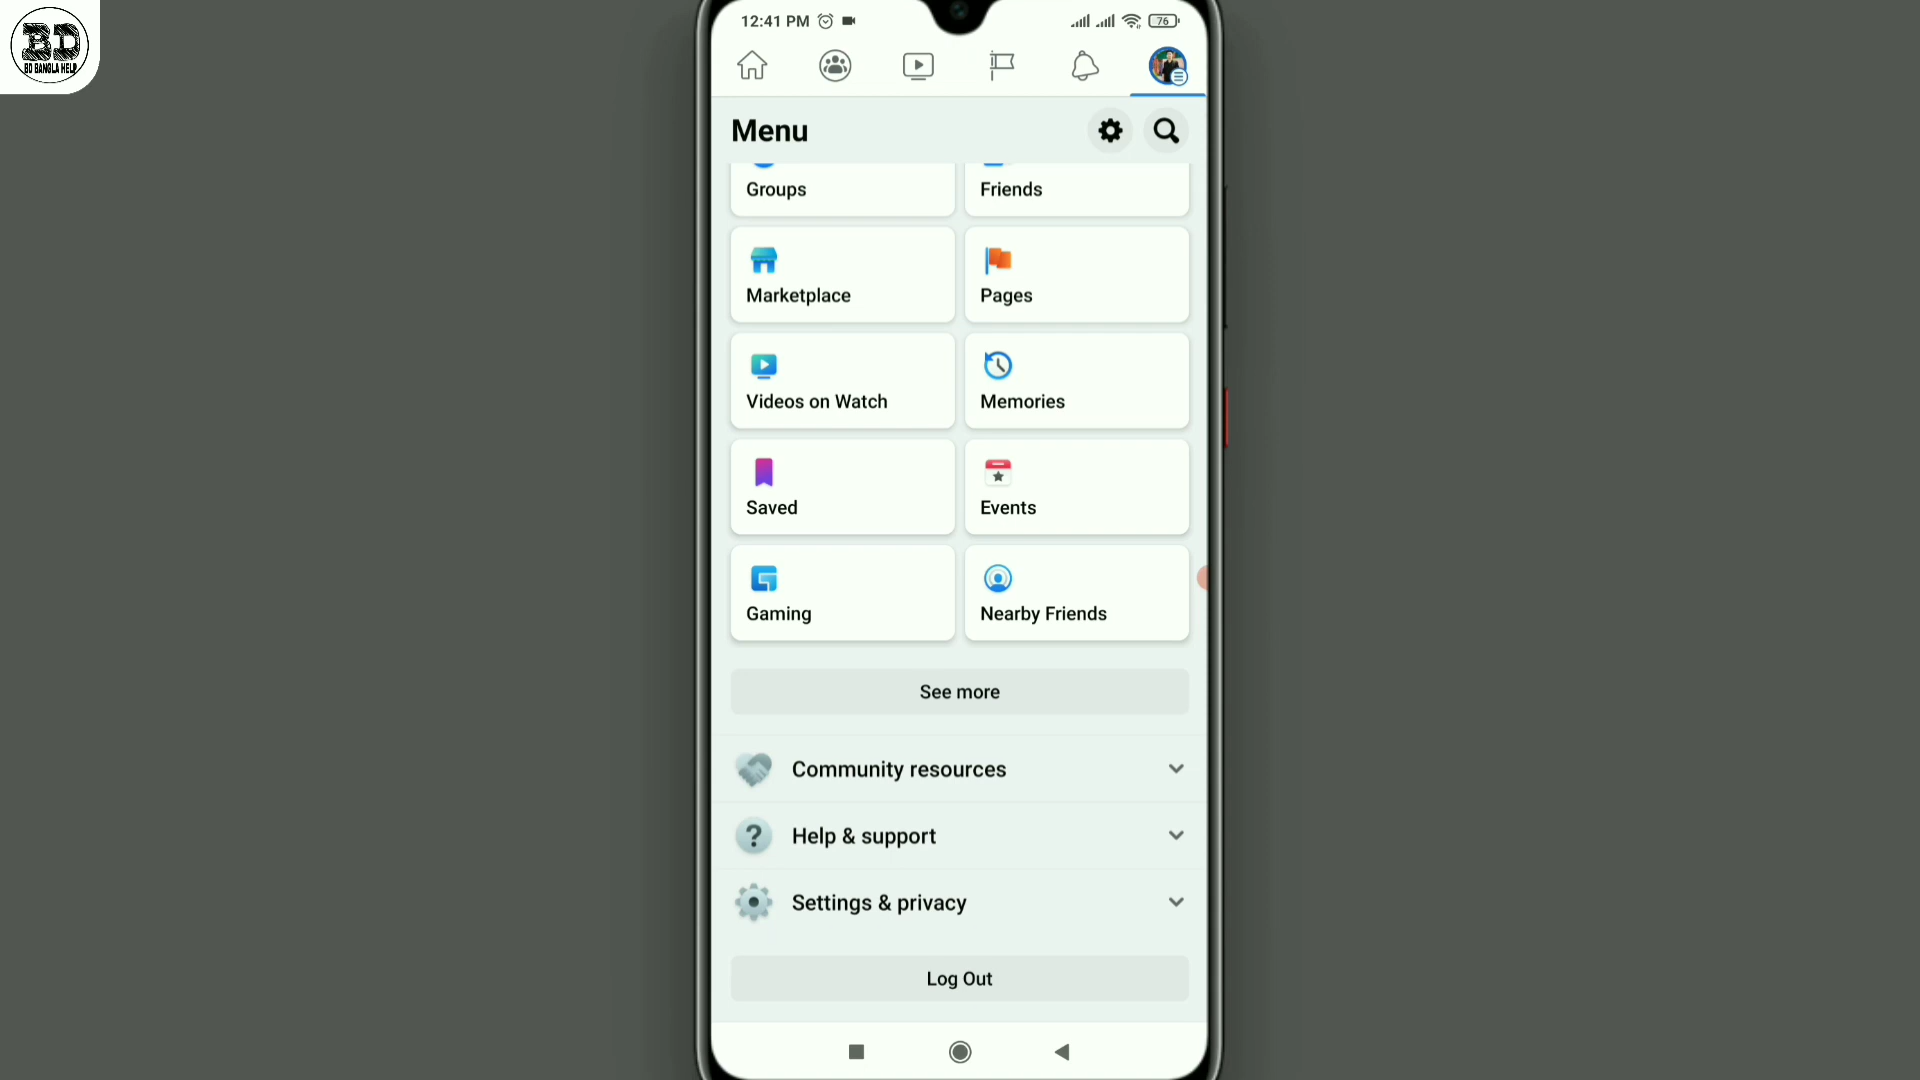 BD
BD BANGLA HELP
12:41 PM
76
Menu
Groups
Friends
Marketplace
Pages
Videos on Watch
Memories
Saved
Events
Gaming
Nearby Friends
See more
Community resources
Help & support
Settings & privacy
Log Out